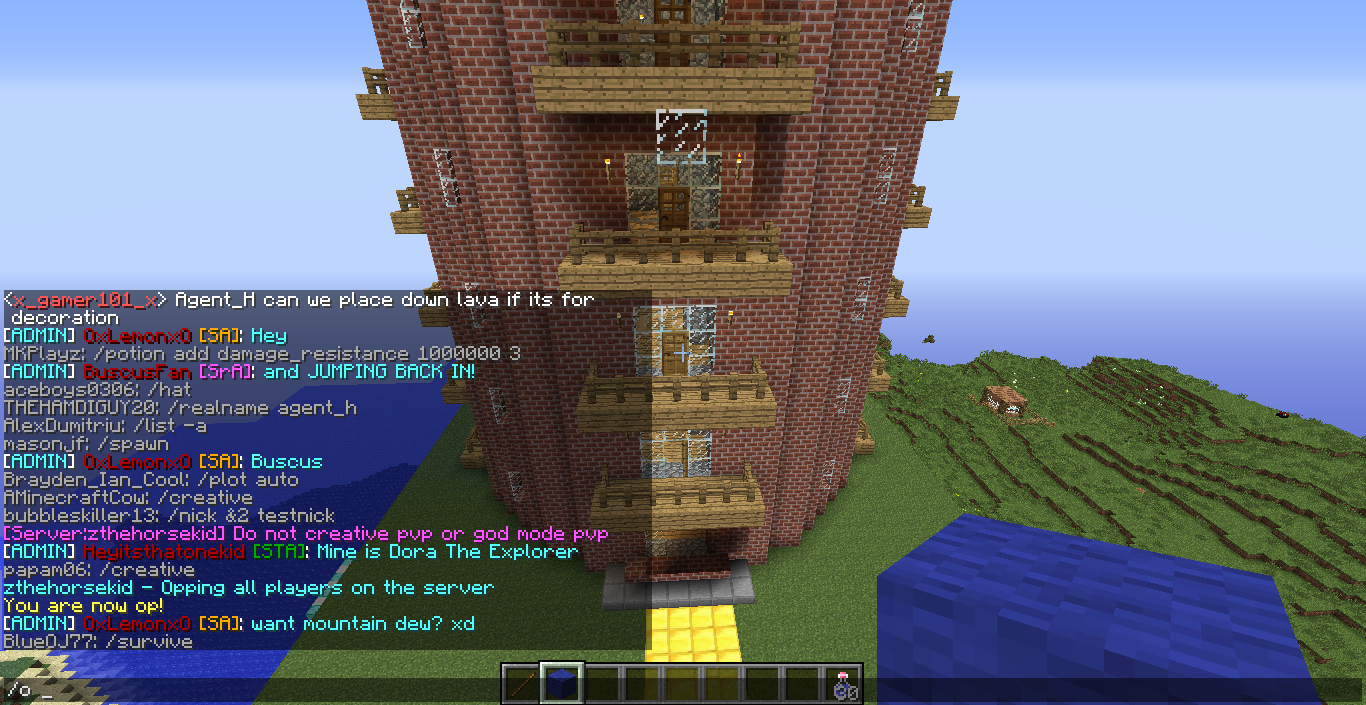 <x_gamer101_x> Agent_H can we place down lava if its for
decoration
[ADMIN] 0xLemonx0 [SA]: Hey
MKPlayz: /potion add damage_resistance 1000000 3
[ADMIN] BuscusFan [SrA]: and JUMPING BACK IN!
aceboys0306: /hat
THEHAMDIGUY20: /realname agent_h
AlexDumitriu: /list -a
mason.jf: /spawn
[ADMIN] 0xLemonx0 [SA]: Buscus
Brayden_Ian_Cool: /plot auto
AMinecraftCow: /creative
bubbleskiller13: /nick &2 testnick
[Server:zthehorsekid] Do not creative pvp or god mode pvp
[ADMIN] Heyitsthatonekid [STA]: Mine is Dora The Explorer
papam06: /creative
zthehorsekid - Opping all players on the server
You are now op!
[ADMIN] 0xLemonx0 [SA]: want mountain dew? xd
BlueOJ77: /survive
/o _